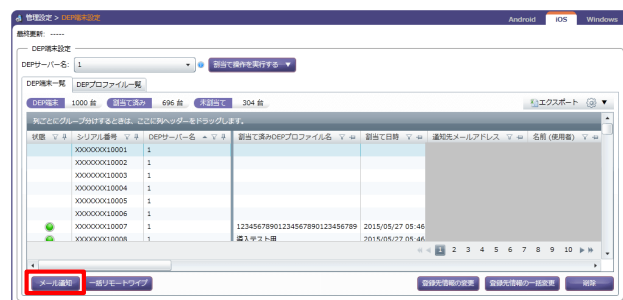 管理設定 > DEP端末設定
Android iOS Windows
最終更新: -----
DEP端末設定
DEPサーバー名: 1 割当て操作を実行する
DEP端末一覧 DEPプロファイル一覧
DEP端末 1000 台 割当て済み 696 台 未割当て 304 台 エクスポート
列ごとにグループ分けするときは、ここに列ヘッダーをドラッグします。
状態 シリアル番号 DEPサーバー名 割当て済みDEPプロファイル名 割当て日時 通知先メールアドレス 名前 (使用者)
XXXXXXX10001 1
XXXXXXX10002 1
XXXXXXX10003 1
XXXXXXX10004 1
XXXXXXX10005 1
XXXXXXX10006 1
XXXXXXX10007 1 12345678901234567890123456789 2015/05/27 05:46
XXXXXXX10008 1 導入テスト用 2015/05/27 05:46
1 2 3 4 5 6 7 8 9 10
メール通知 一括リモートワイプ 登録先情報の変更 登録先情報の一括変更 削除